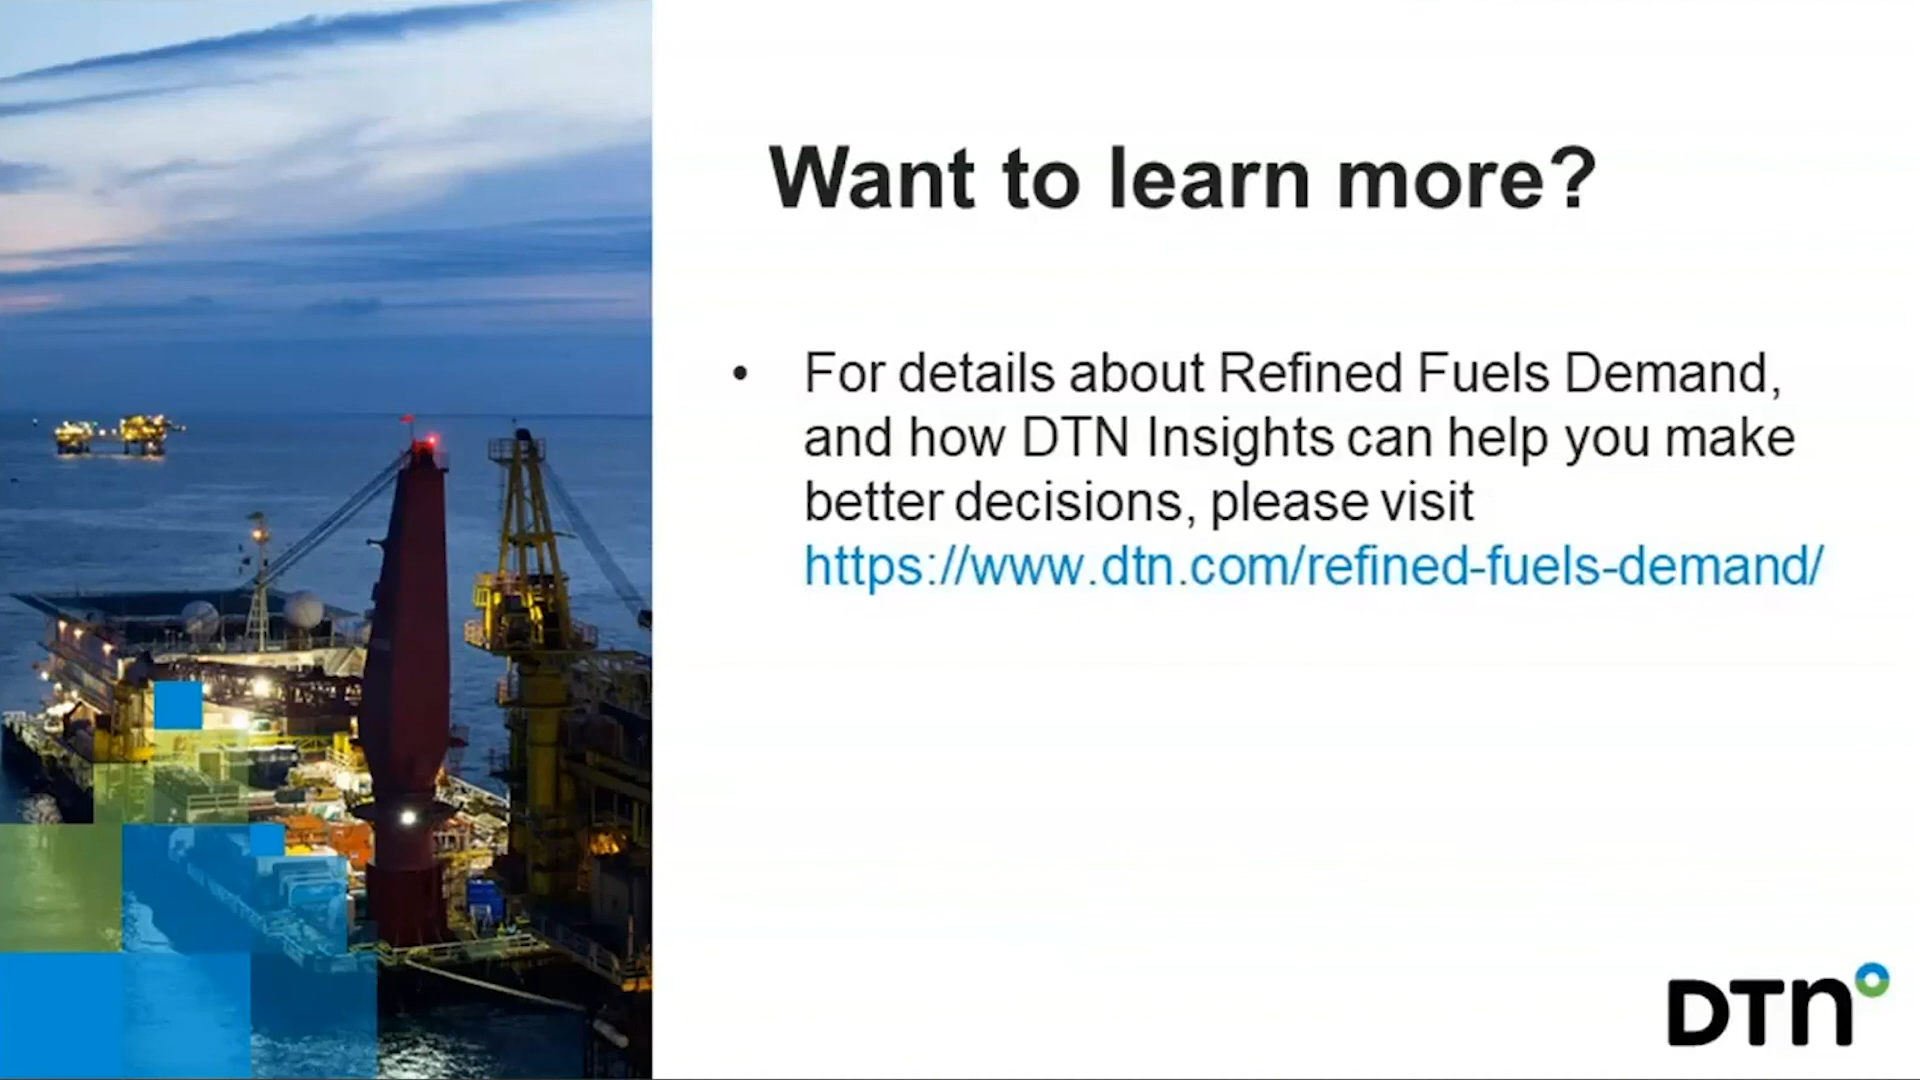 Want to learn more?
• For details about Refined Fuels Demand,
and how DTN Insights can help you make
better decisions, please visit
https://www.dtn.com/refined-fuels-demand/
DTN